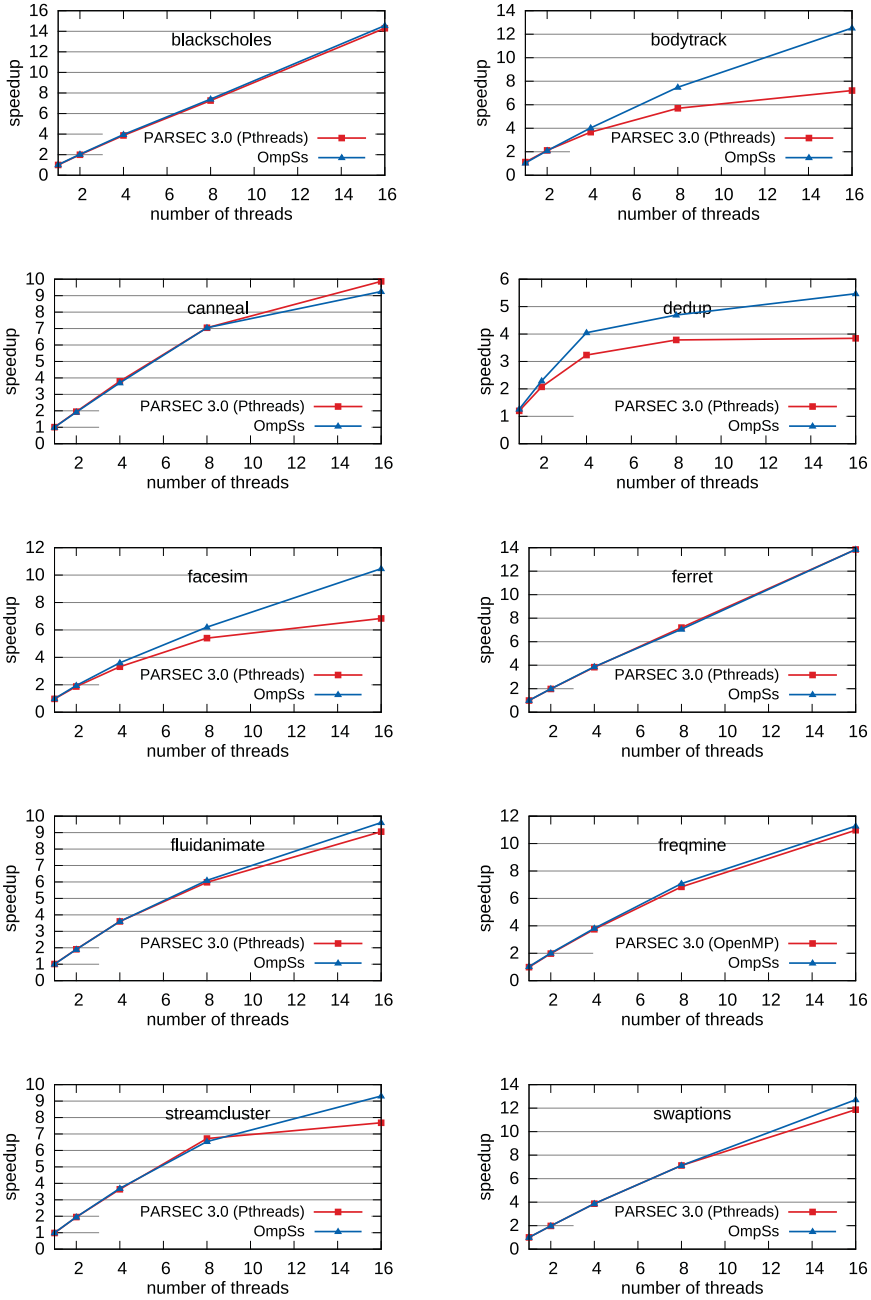 16
14
12
10
8
6
4
2
0
speedup
blackscholes
PARSEC 3.0 (Pthreads)
OmpSs
2 4 6 8 10 12 14 16
number of threads
14
12
10
8
6
4
2
0
speedup
bodytrack
PARSEC 3.0 (Pthreads)
OmpSs
2 4 6 8 10 12 14 16
number of threads
10
9
8
7
6
5
4
3
2
1
0
speedup
canneal
PARSEC 3.0 (Pthreads)
OmpSs
2 4 6 8 10 12 14 16
number of threads
6
5
4
3
2
1
0
speedup
dedup
PARSEC 3.0 (Pthreads)
OmpSs
2 4 6 8 10 12 14 16
number of threads
12
10
8
6
4
2
0
speedup
facesim
PARSEC 3.0 (Pthreads)
OmpSs
2 4 6 8 10 12 14 16
number of threads
14
12
10
8
6
4
2
0
speedup
ferret
PARSEC 3.0 (Pthreads)
OmpSs
2 4 6 8 10 12 14 16
number of threads
10
9
8
7
6
5
4
3
2
1
0
speedup
fluidanimate
PARSEC 3.0 (Pthreads)
OmpSs
2 4 6 8 10 12 14 16
number of threads
12
10
8
6
4
2
0
speedup
freqmine
PARSEC 3.0 (OpenMP)
OmpSs
2 4 6 8 10 12 14 16
number of threads
10
9
8
7
6
5
4
3
2
1
0
speedup
streamcluster
PARSEC 3.0 (Pthreads)
OmpSs
2 4 6 8 10 12 14 16
number of threads
14
12
10
8
6
4
2
0
speedup
swaptions
PARSEC 3.0 (Pthreads)
OmpSs
2 4 6 8 10 12 14 16
number of threads